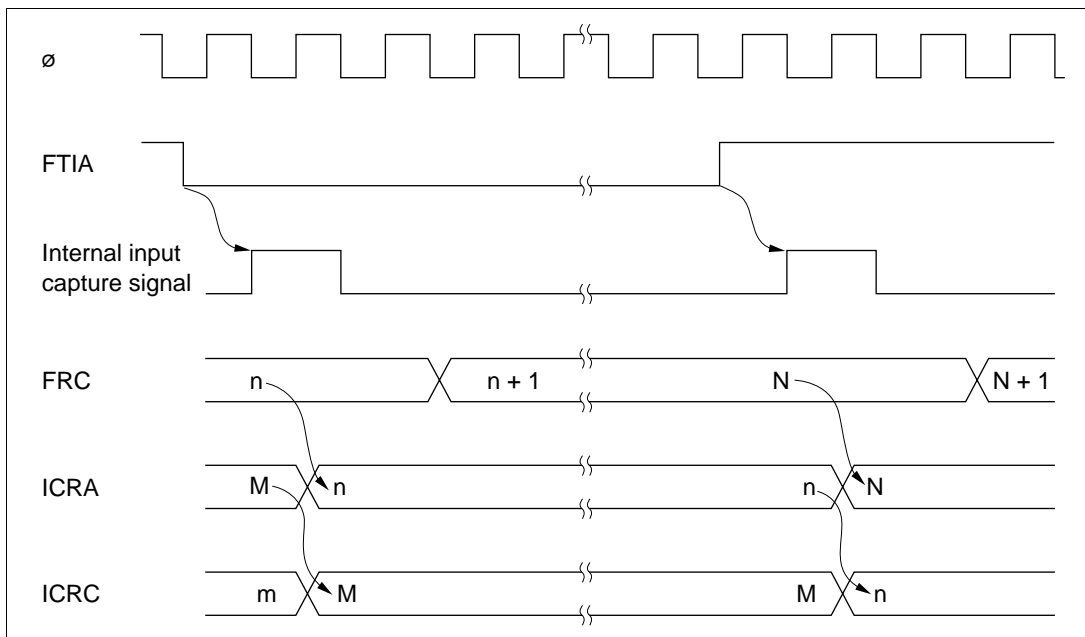 ø
FTIA
Internal input
capture signal
FRC n n + 1 N N + 1
ICRA M n n N
ICRC m M M n